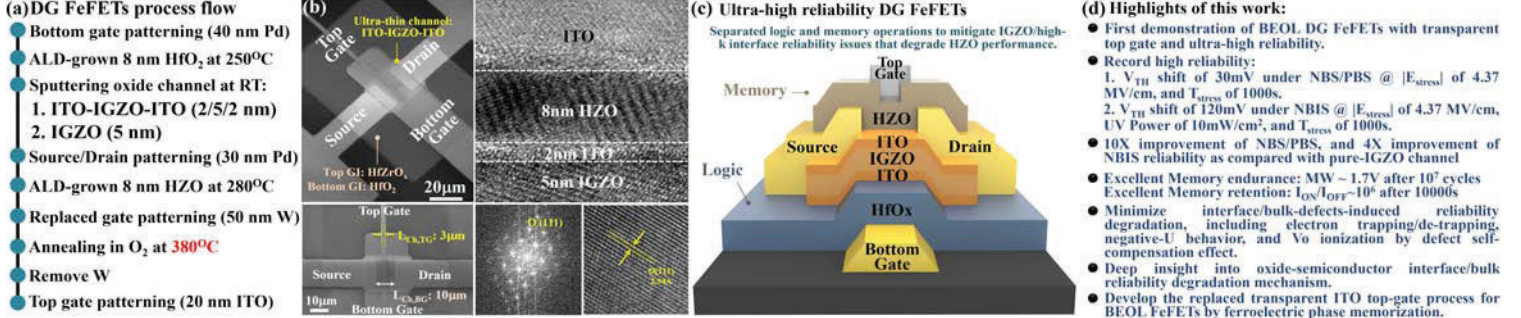 (a) DG FeFETs process flow
Bottom gate patterning (40 nm Pd)
ALD-grown 8 nm HfO₂ at 250⁰C
Sputtering oxide channel at RT:
1. ITO-IGZO-ITO (2/5/2 nm)
2. IGZO (5 nm)
Source/Drain patterning (30 nm Pd)
ALD-grown 8 nm HZO at 280⁰C
Replaced gate patterning (50 nm W)
Annealing in O₂ at 380⁰C
Remove W
Top gate patterning (20 nm ITO)
(b)
Ultra-thin channel:
ITO-IGZO-ITO
Top
Gate
Drain
Source
Bottom
Gate
Top GI: HfZrOₓ
Bottom GI: HfO₂
20μm
ITO
8nm HZO
2nm ITO
5nm IGZO
Top Gate
L_Ch,TG: 3μm
Source
Drain
L_Ch,BG: 10μm
10μm
Bottom Gate
O(111)
O(111)
(c) Ultra-high reliability DG FeFETs
Separated logic and memory operations to mitigate IGZO/high-
k interface reliability issues that degrade HZO performance.
Top
Gate
Memory
HZO
ITO
Source
IGZO
Drain
ITO
Logic
HfOx
Bottom
Gate
(d) Highlights of this work:
First demonstration of BEOL DG FeFETs with transparent
top gate and ultra-high reliability.
Record high reliability:
1. V_TH shift of 30mV under NBS/PBS @ |E_stress| of 4.37
MV/cm, and T_stress of 1000s.
2. V_TH shift of 120mV under NBIS @ |E_stress| of 4.37 MV/cm,
UV Power of 10mW/cm², and T_stress of 1000s.
10X improvement of NBS/PBS, and 4X improvement of
NBIS reliability as compared with pure-IGZO channel
Excellent Memory endurance: MW ~ 1.7V after 10⁷ cycles
Excellent Memory retention: I_ON/I_OFF~10⁶ after 10000s
Minimize interface/bulk-defects-induced reliability
degradation, including electron trapping/de-trapping,
negative-U behavior, and Vo ionization by defect self-
compensation effect.
Deep insight into oxide-semiconductor interface/bulk
reliability degradation mechanism.
Develop the replaced transparent ITO top-gate process for
BEOL FeFETs by ferroelectric phase memorization.